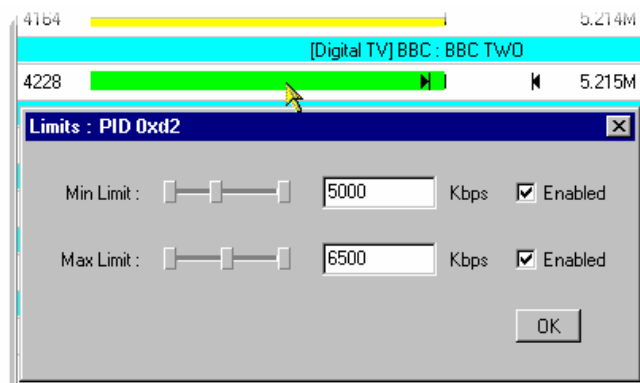 4164 5.214M
[Digital TV] BBC : BBC TWO
4228 5.215M
Limits : PID 0xd2
Min Limit : 5000 Kbps Enabled
Max Limit : 6500 Kbps Enabled
OK